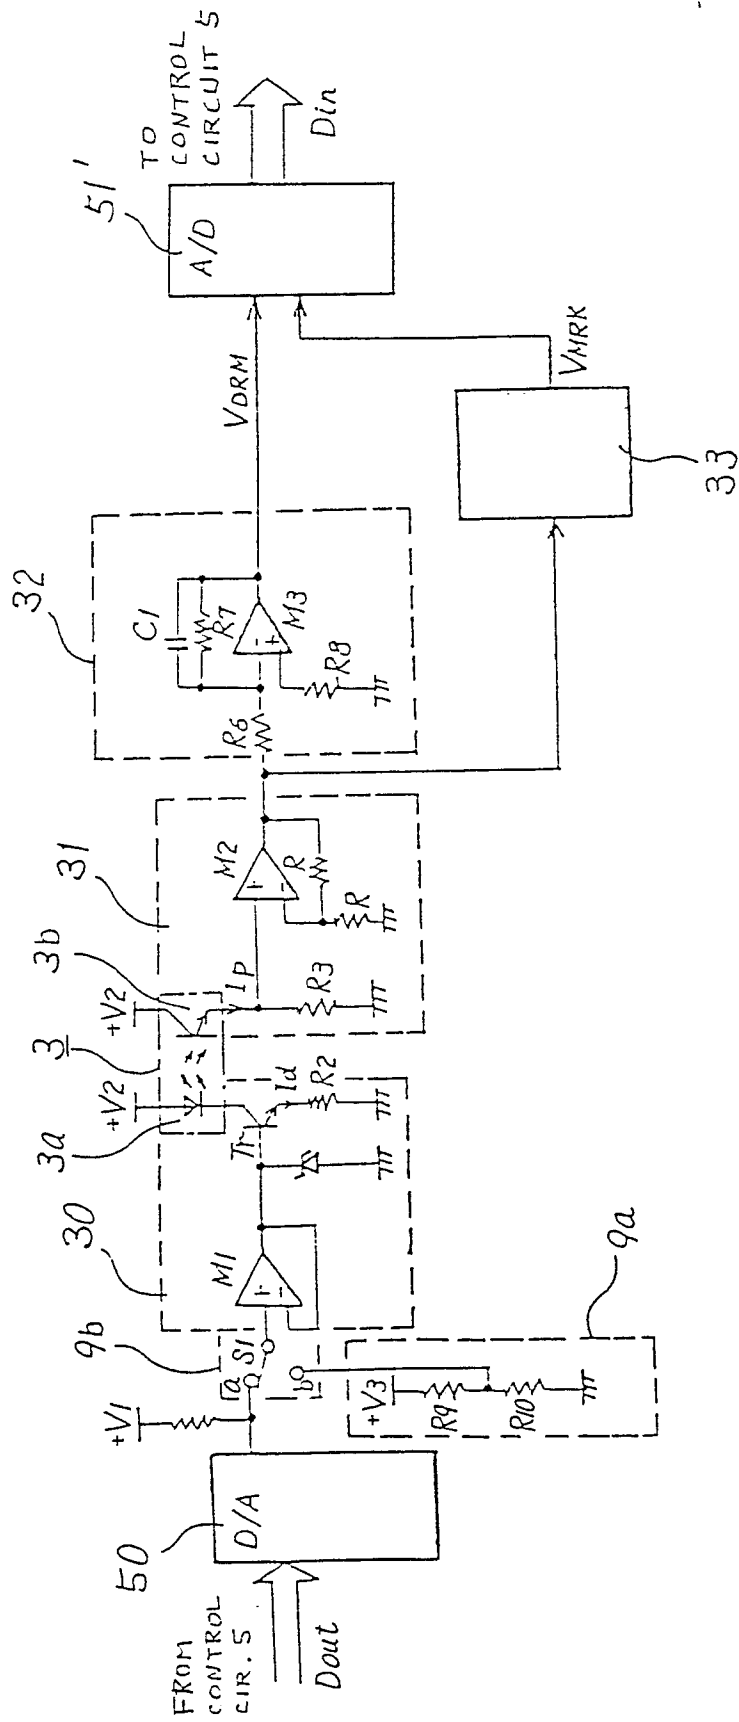 FROM
CONTROL
CIR. 5
Dout
50
D/A
+V1
a
b
S1
9b
+V3
R9
R10
9a
30
M1
+
-
Tr
Id
R2
+V2
3a
3
+V2
3b
Ip
R3
31
M2
+
-
R
R
32
R6
C1
R7
-
+
M3
R8
VDRM
33
VMRK
51'
A/D
TO
CONTROL
CIRCUIT 5
Din